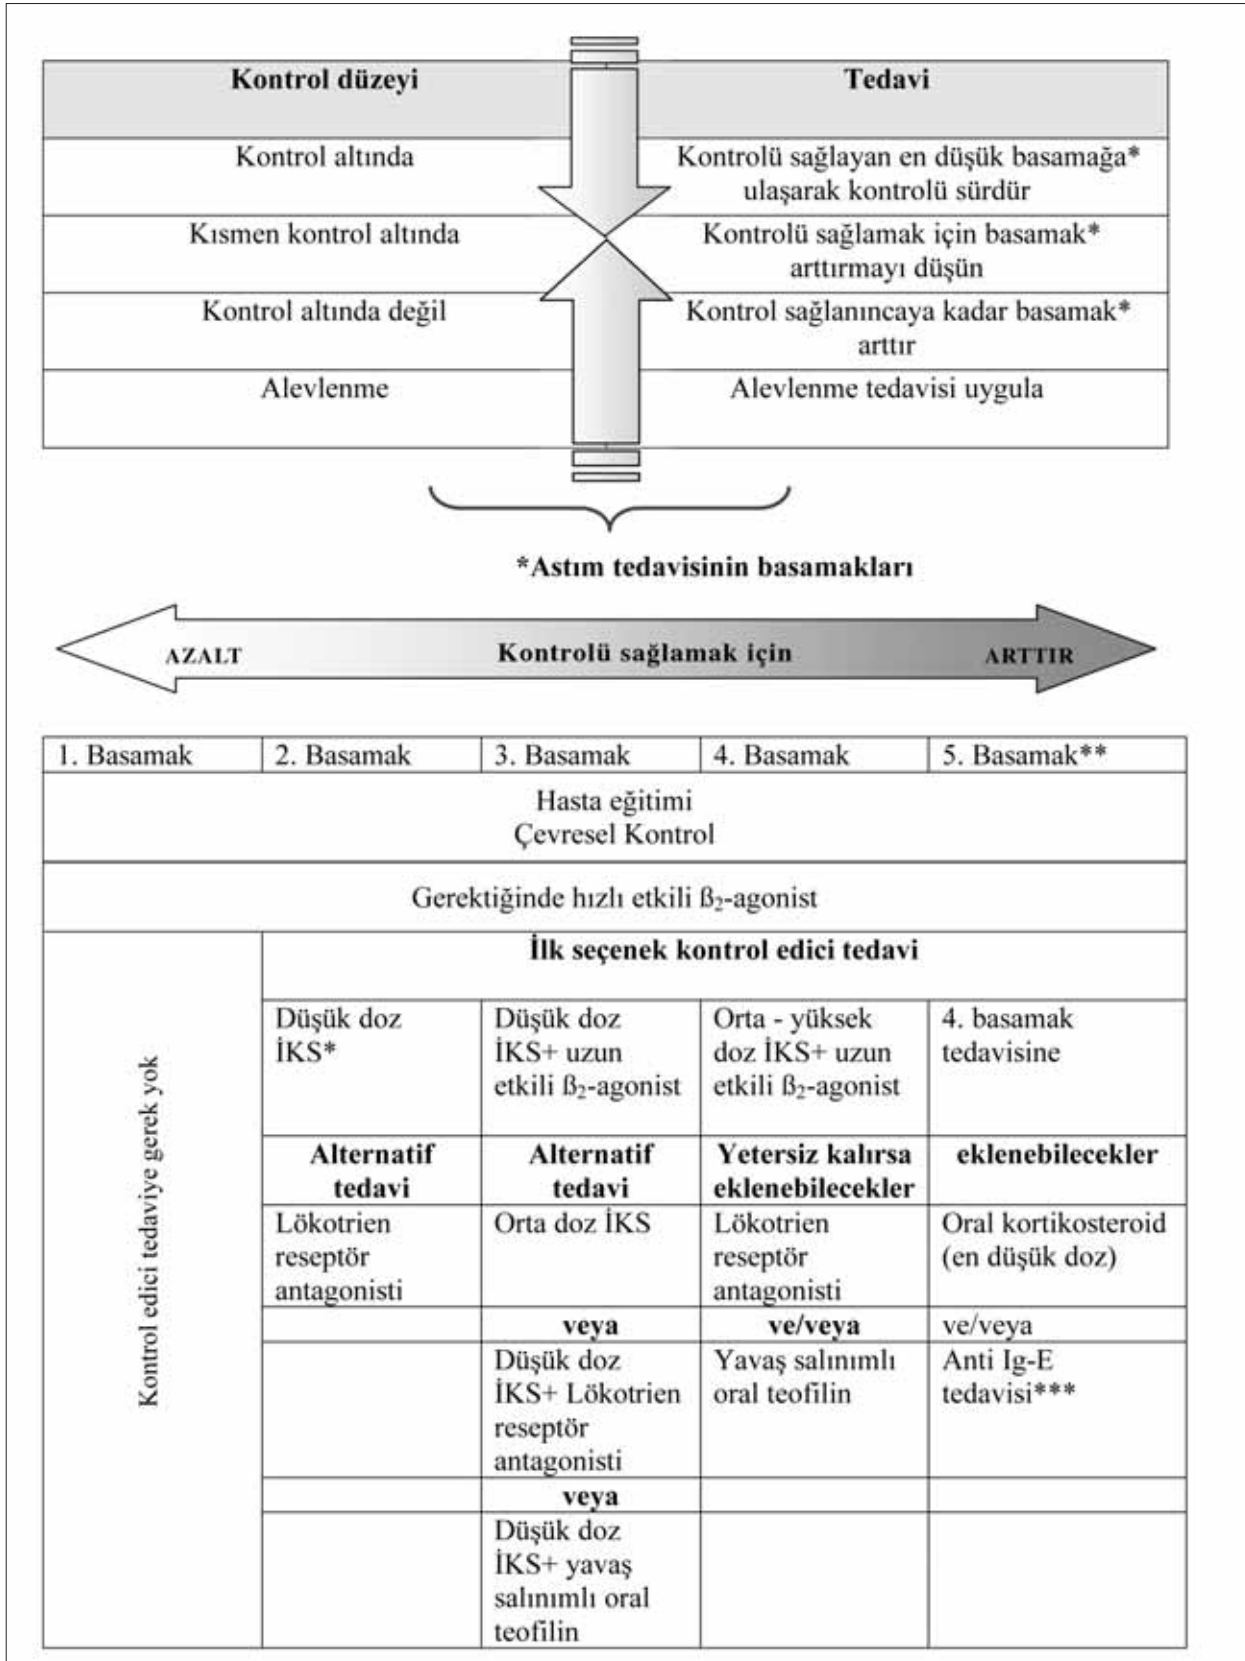 Kontrol düzeyi
Tedavi
Kontrol altında
Kontrolü sağlayan en düşük basamağa*
ulaşarak kontrolü sürdür
Kısmen kontrol altında
Kontrolü sağlamak için basamak*
arttırmayı düşün
Kontrol altında değil
Kontrol sağlanıncaya kadar basamak*
arttır
Alevlenme
Alevlenme tedavisi uygula
*Astım tedavisinin basamakları
AZALT
Kontrolü sağlamak için
ARTTIR
1. Basamak
2. Basamak
3. Basamak
4. Basamak
5. Basamak**
Hasta eğitimi
Çevresel Kontrol
Gerektiğinde hızlı etkili ß₂-agonist
Kontrol edici tedaviye gerek yok
İlk seçenek kontrol edici tedavi
Düşük doz
İKS*
Düşük doz
İKS+ uzun
etkili ß₂-agonist
Orta - yüksek
doz İKS+ uzun
etkili ß₂-agonist
4. basamak
tedavisine
Alternatif
tedavi
Alternatif
tedavi
Yetersiz kalırsa
eklenebilecekler
eklenebilecekler
Lökotrien
reseptör
antagonisti
Orta doz İKS
Lökotrien
reseptör
antagonisti
Oral kortikosteroid
(en düşük doz)
veya
ve/veya
ve/veya
Düşük doz
İKS+ Lökotrien
reseptör
antagonisti
Yavaş salınımlı
oral teofilin
Anti Ig-E
tedavisi***
veya
Düşük doz
İKS+ yavaş
salınımlı oral
teofilin